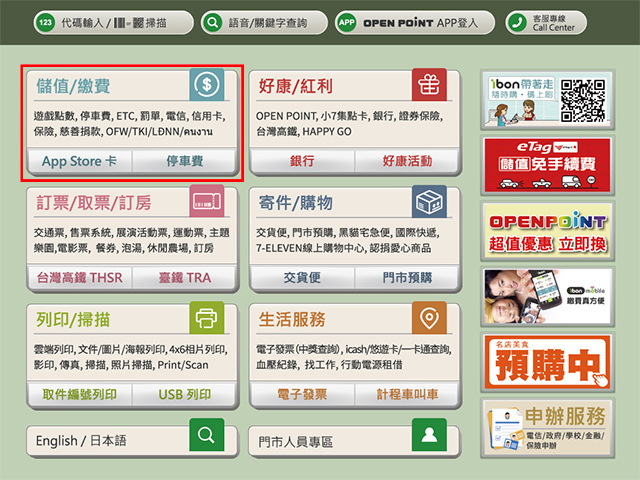 123 代碼輸入 / 掃描
語音/關鍵字查詢
APP OPEN POINT APP登入
客服專線
Call Center
儲值/繳費
遊戲點數, 停車費, ETC, 罰單, 電信, 信用卡,
保險, 慈善捐款, OFW/TKI/LĐNN/คนงาน
App Store 卡
停車費
好康/紅利
OPEN POINT, 小7集點卡, 銀行, 證券保險,
台灣高鐵, HAPPY GO
銀行
好康活動
訂票/取票/訂房
交通票, 售票系統, 展演活動票, 運動票, 主題
樂園,電影票, 餐券, 泡湯, 休閒農場, 訂房
台灣高鐵 THSR
臺鐵 TRA
寄件/購物
交貨便, 門市預購, 黑貓宅急便, 國際快遞,
7-ELEVEN線上購物中心, 認捐愛心商品
交貨便
門市預購
列印/掃描
雲端列印, 文件/圖片/海報列印, 4x6相片列印,
影印, 傳真, 掃描, 照片掃描, Print/Scan
取件編號列印
USB 列印
生活服務
電子發票 (中獎查詢) , icash/悠遊卡/一卡通查詢,
血壓紀錄, 找工作, 行動電源租借
電子發票
計程車叫車
English / 日本語
門市人員專區
ibon帶著走
隨時購·碼上刷
eTag
儲值免手續費
OPENPOINT
超值優惠 立即換
ibon mobile
繳費真方便
名店美食
預購中
申辦服務
電信/政府/學校/金融/
保險申辦